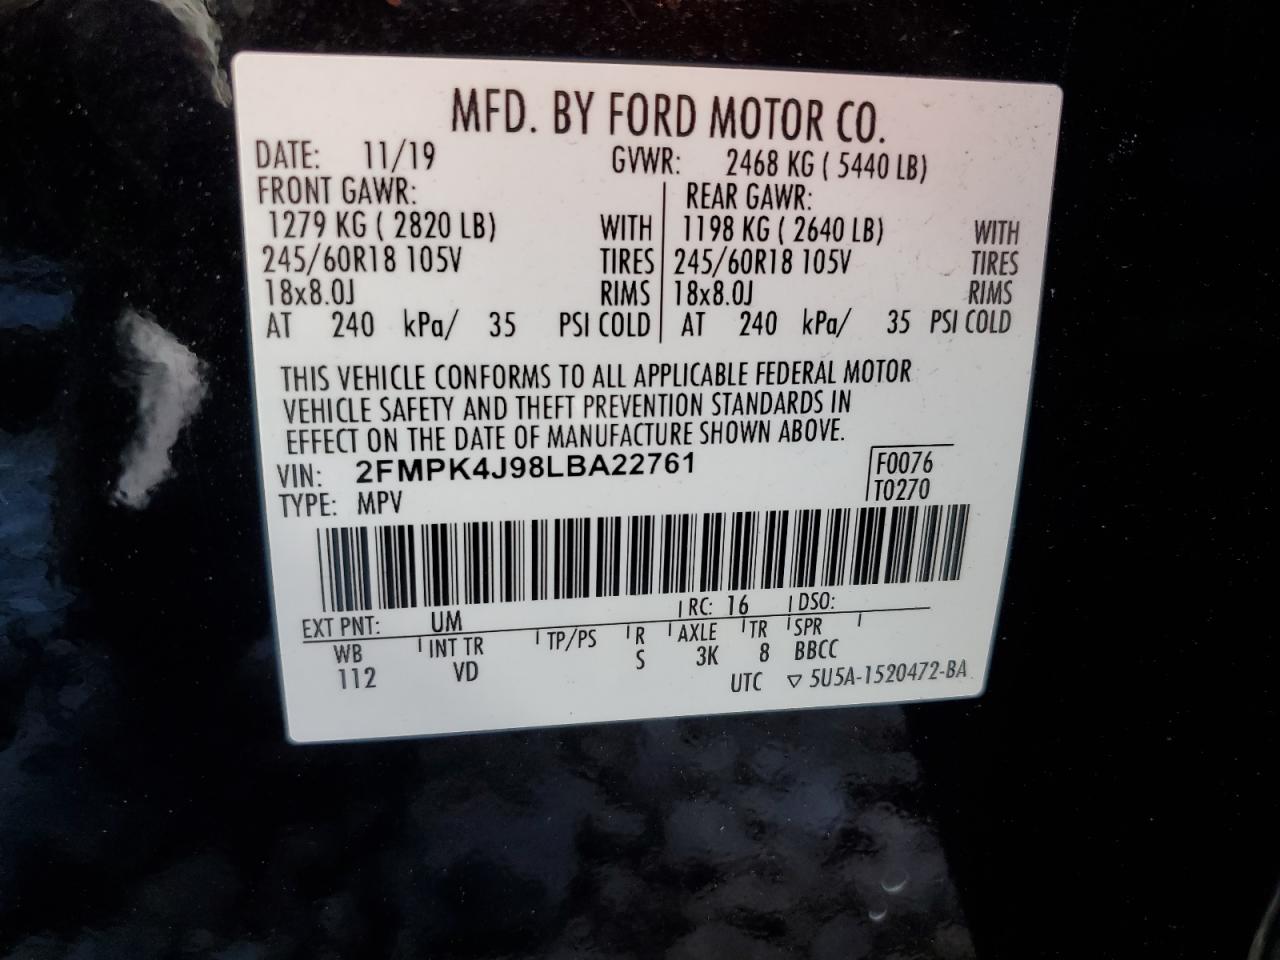 MFD. BY FORD MOTOR CO.
DATE: 11/19 GVWR: 2468 KG ( 5440 LB)
FRONT GAWR: REAR GAWR:
1279 KG ( 2820 LB) WITH 1198 KG ( 2640 LB) WITH
245/60R18 105V TIRES 245/60R18 105V TIRES
18x8.0J RIMS 18x8.0J RIMS
AT 240 kPa/ 35 PSI COLD AT 240 kPa/ 35 PSI COLD
THIS VEHICLE CONFORMS TO ALL APPLICABLE FEDERAL MOTOR
VEHICLE SAFETY AND THEFT PREVENTION STANDARDS IN
EFFECT ON THE DATE OF MANUFACTURE SHOWN ABOVE.
VIN: 2FMPK4J98LBA22761 F0076
TYPE: MPV T0270
EXT PNT: UM RC: 16 DSO:
WB INT TR TP/PS R AXLE TR SPR
112 VD S 3K 8 BBCC
UTC ▽ 5U5A-1520472-BA